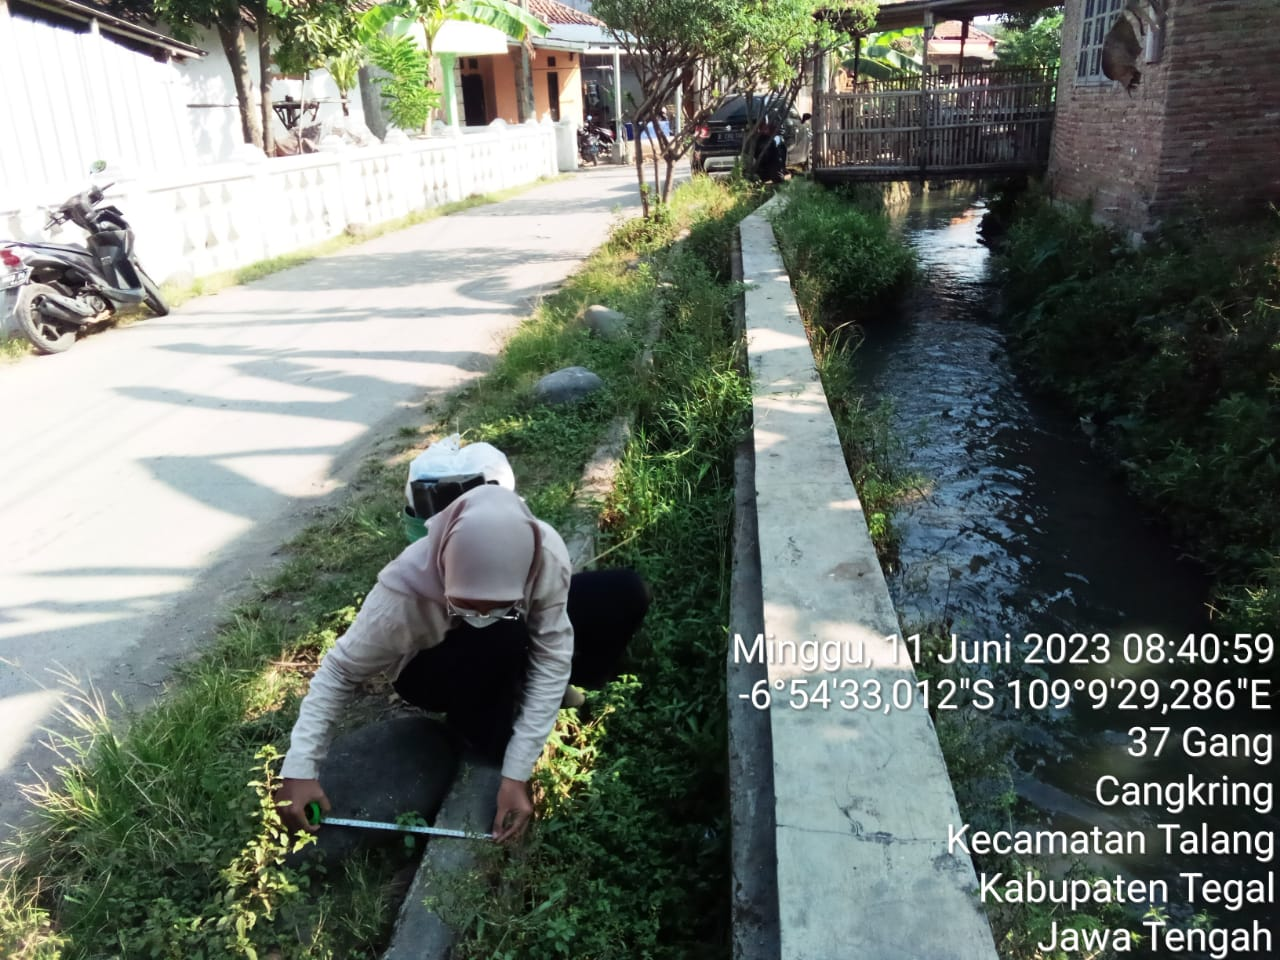 Minggu, 11 Juni 2023 08:40:59
-6°54'33,012"S 109°9'29,286"E
37 Gang
Cangkring
Kecamatan Talang
Kabupaten Tegal
Jawa Tengah